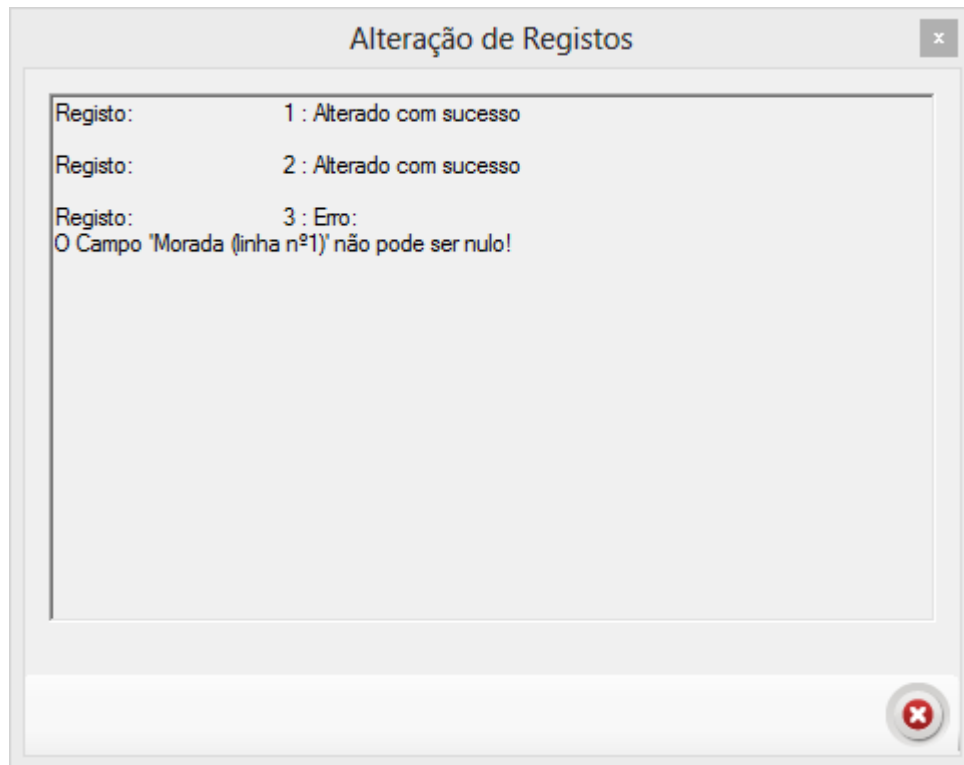 Alteração de Registos
x
Registo: 1 : Alterado com sucesso
Registo: 2 : Alterado com sucesso
Registo: 3 : Erro:
O Campo 'Morada (linha nº1)' não pode ser nulo!